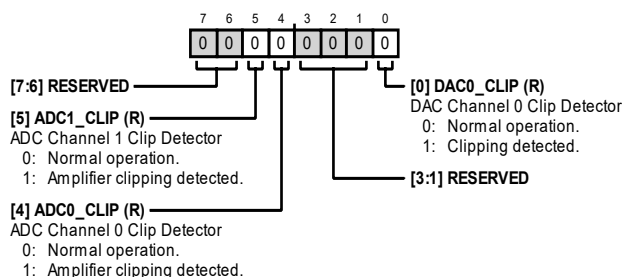 7 6 5 4 3 2 1 0
0 0 0 0 0 0 0 0
[7:6] RESERVED
[5] ADC1_CLIP (R)
ADC Channel 1 Clip Detector
0: Normal operation.
1: Amplifier clipping detected.
[4] ADC0_CLIP (R)
ADC Channel 0 Clip Detector
0: Normal operation.
1: Amplifier clipping detected.
[0] DAC0_CLIP (R)
DAC Channel 0 Clip Detector
0: Normal operation.
1: Clipping detected.
[3:1] RESERVED